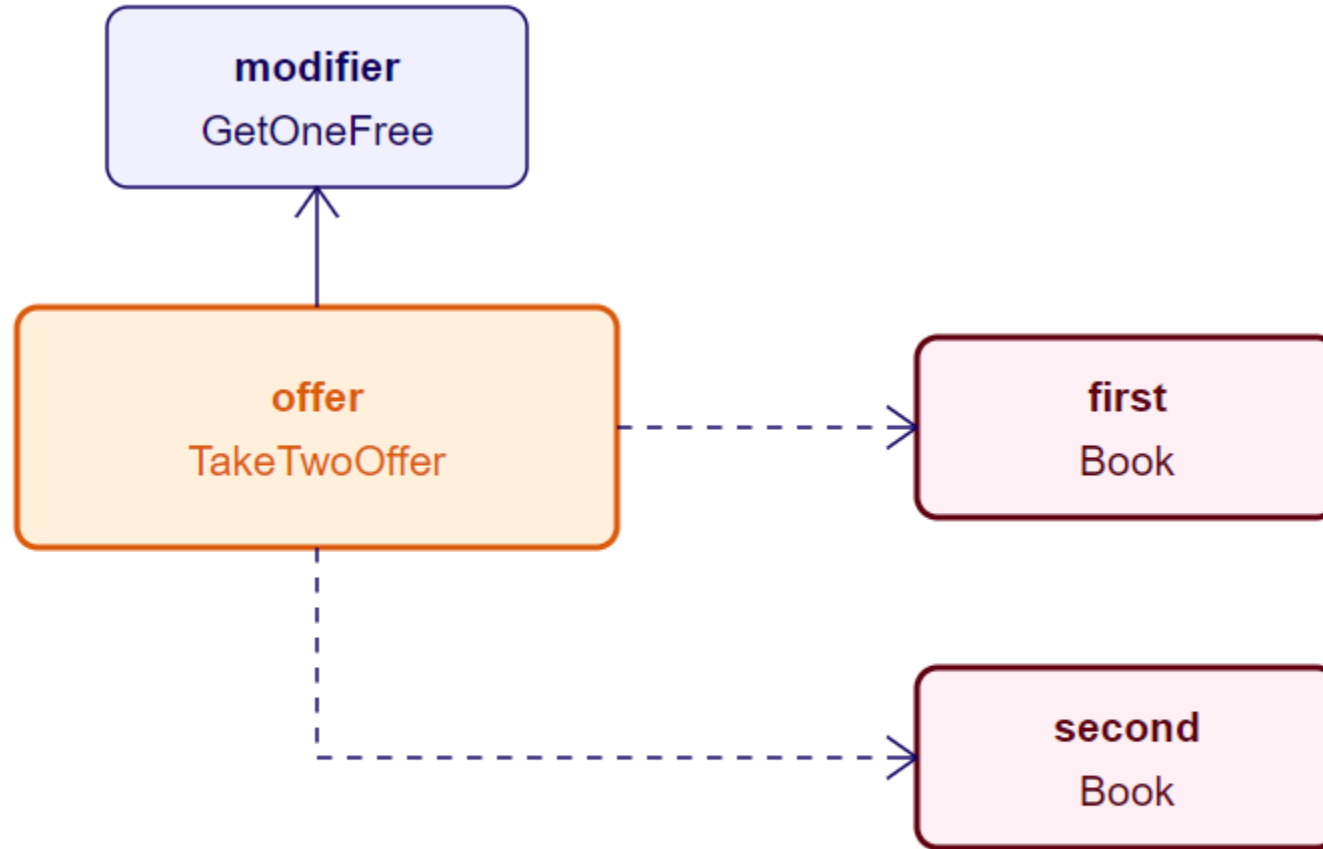 modifier
GetOneFree
offer
TakeTwoOffer
first
Book
second
Book